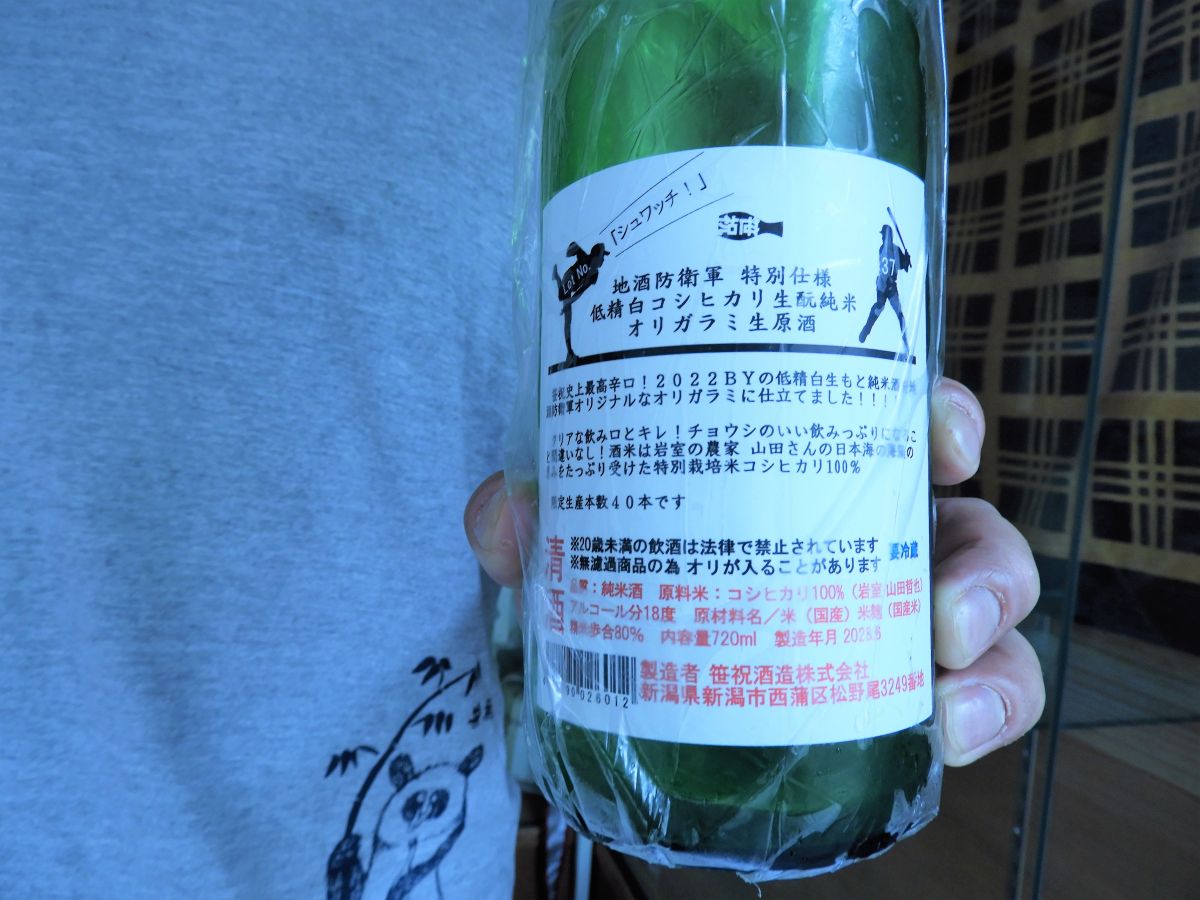 「シュワッチ！」
笹祝
Lot No.
37
地酒防衛軍 特別仕様
低精白コシヒカリ生酛純米
オリガラミ生原酒
笹祝史上最高辛口！２０２２ＢＹの低精白生もと純米酒
防衛軍オリジナルなオリガラミに仕立てました！！！
クリアな飲み口とキレ！チョウシのいい飲みっぷりに
違いなし！酒米は岩室の農家 山田さんの日本海の
をたっぷり受けた特別栽培米コシヒカリ100％
限定生産本数４０本です
清酒
※20歳未満の飲酒は法律で禁止されています
※無濾過商品の為 オリが入ることがあります
要冷蔵
品質：純米酒 原料米：コシヒカリ100%（岩室 山田哲也）
アルコール分18度 原材料名／米（国産）米麹（国産米）
精米歩合80% 内容量720ml 製造年月
026012
製造者 笹祝酒造株式会社
新潟県新潟市西蒲区松野尾3249番地